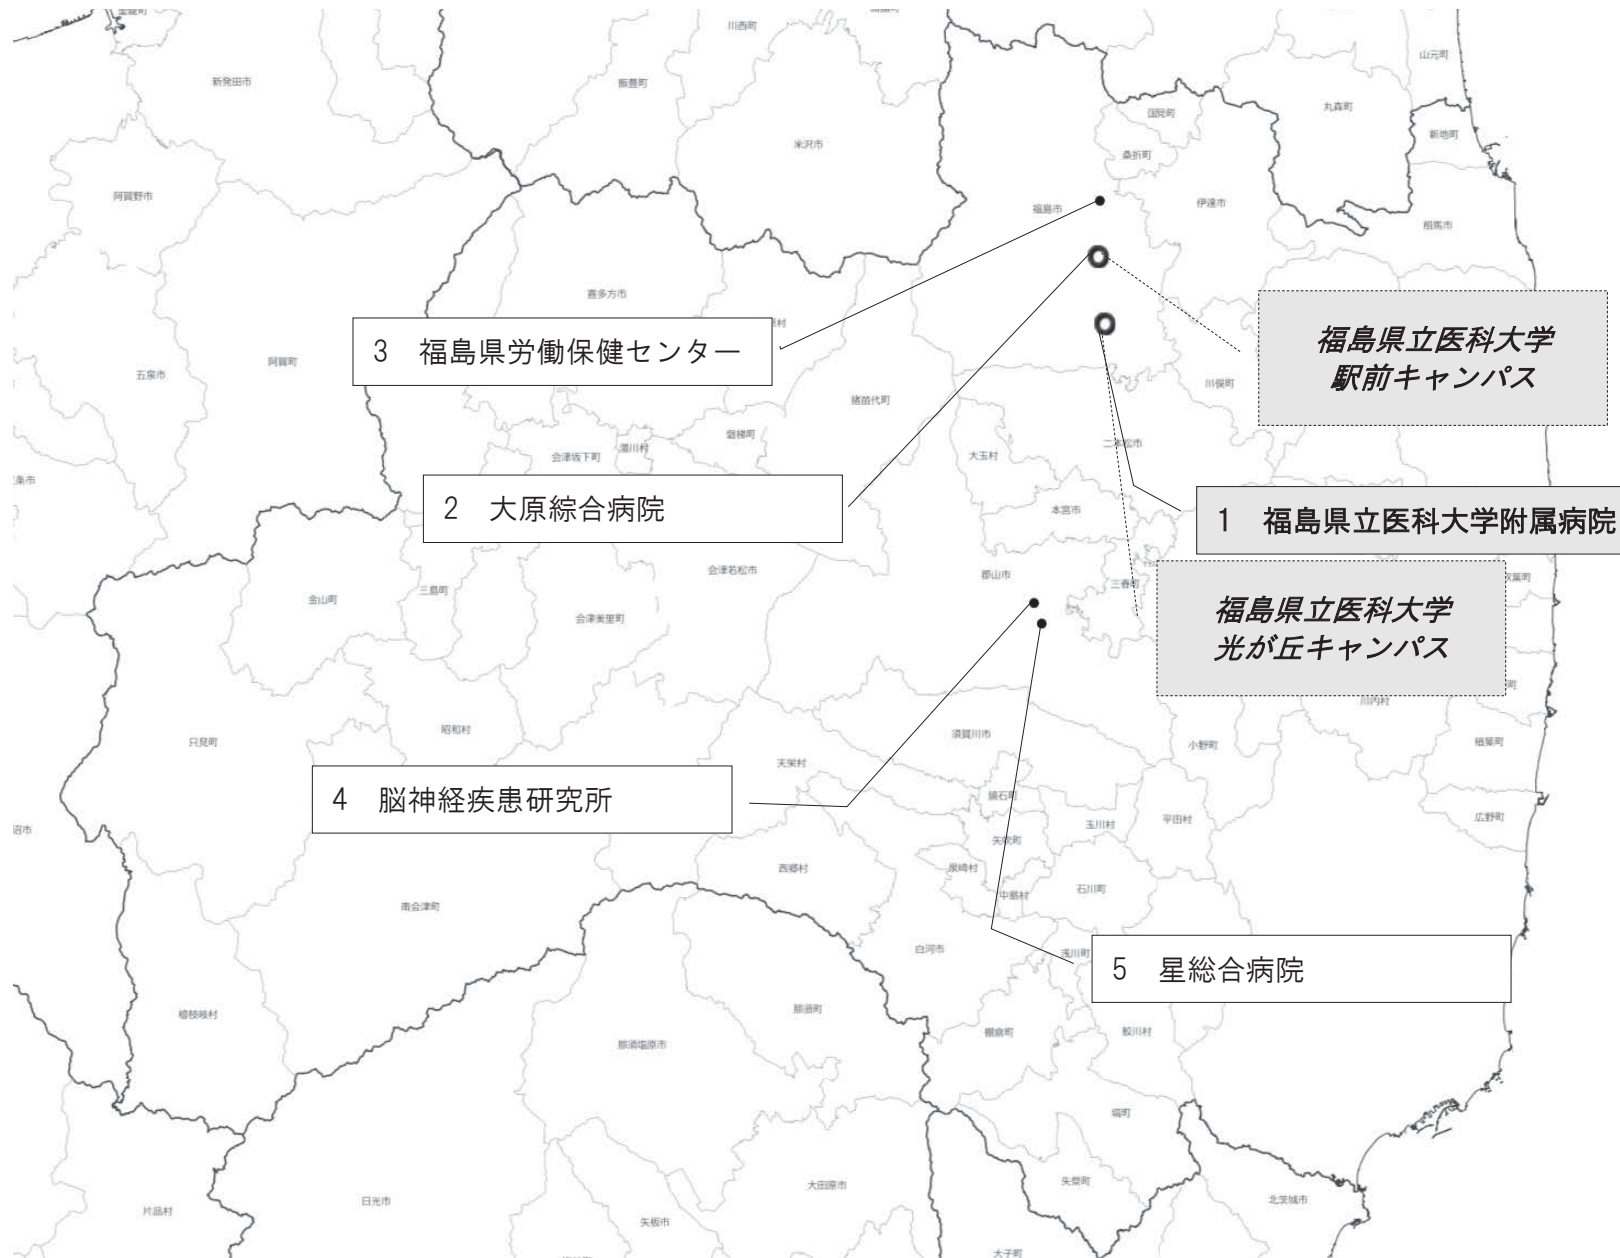 川西町
山元町
新発田市
飯豊町
丸森町
国見町
新地町
米沢市
桑折町
阿賀野市
福島市
伊達市
相馬市
喜多方市
福島県立医科大学
駅前キャンパス
3 福島県労働保健センター
阿賀町
五泉市
川俣町
猪苗代町
磐梯町
湯川村
会津坂下町
二本松市
大玉村
2 大原綜合病院
本宮市
1 福島県立医科大学附属病院
会津若松市
郡山市
三春町
双葉町
三島町
金山町
会津美里町
福島県立医科大学
光が丘キャンパス
川内村
昭和村
只見町
須賀川市
小野町
楢葉町
天栄村
4 脳神経疾患研究所
鏡石町
玉川村
平田村
広野町
矢吹町
西郷村
泉崎村
中島村
石川町
南会津町
白河市
浅川町
5 星総合病院
檜枝岐村
那須町
棚倉町
鮫川村
那須塩原市
塙町
矢祭町
大田原市
日光市
北茨城市
片品村
矢板市
大子町